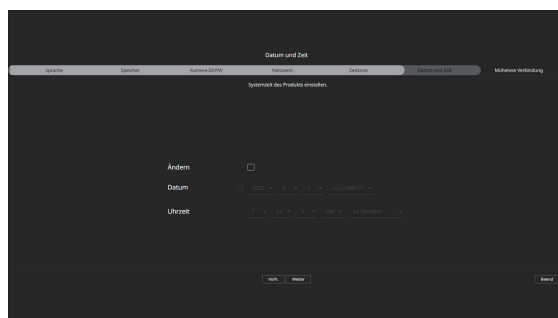 Datum und Zeit
Sprache Speicher Kamera-ID/PW Netzwerk Zeitzone Datum und Zeit Mühelose Verbindung
Systemzeit des Produkts einstellen.
Ändern
Datum
Uhrzeit
Vorh. Weiter Beend